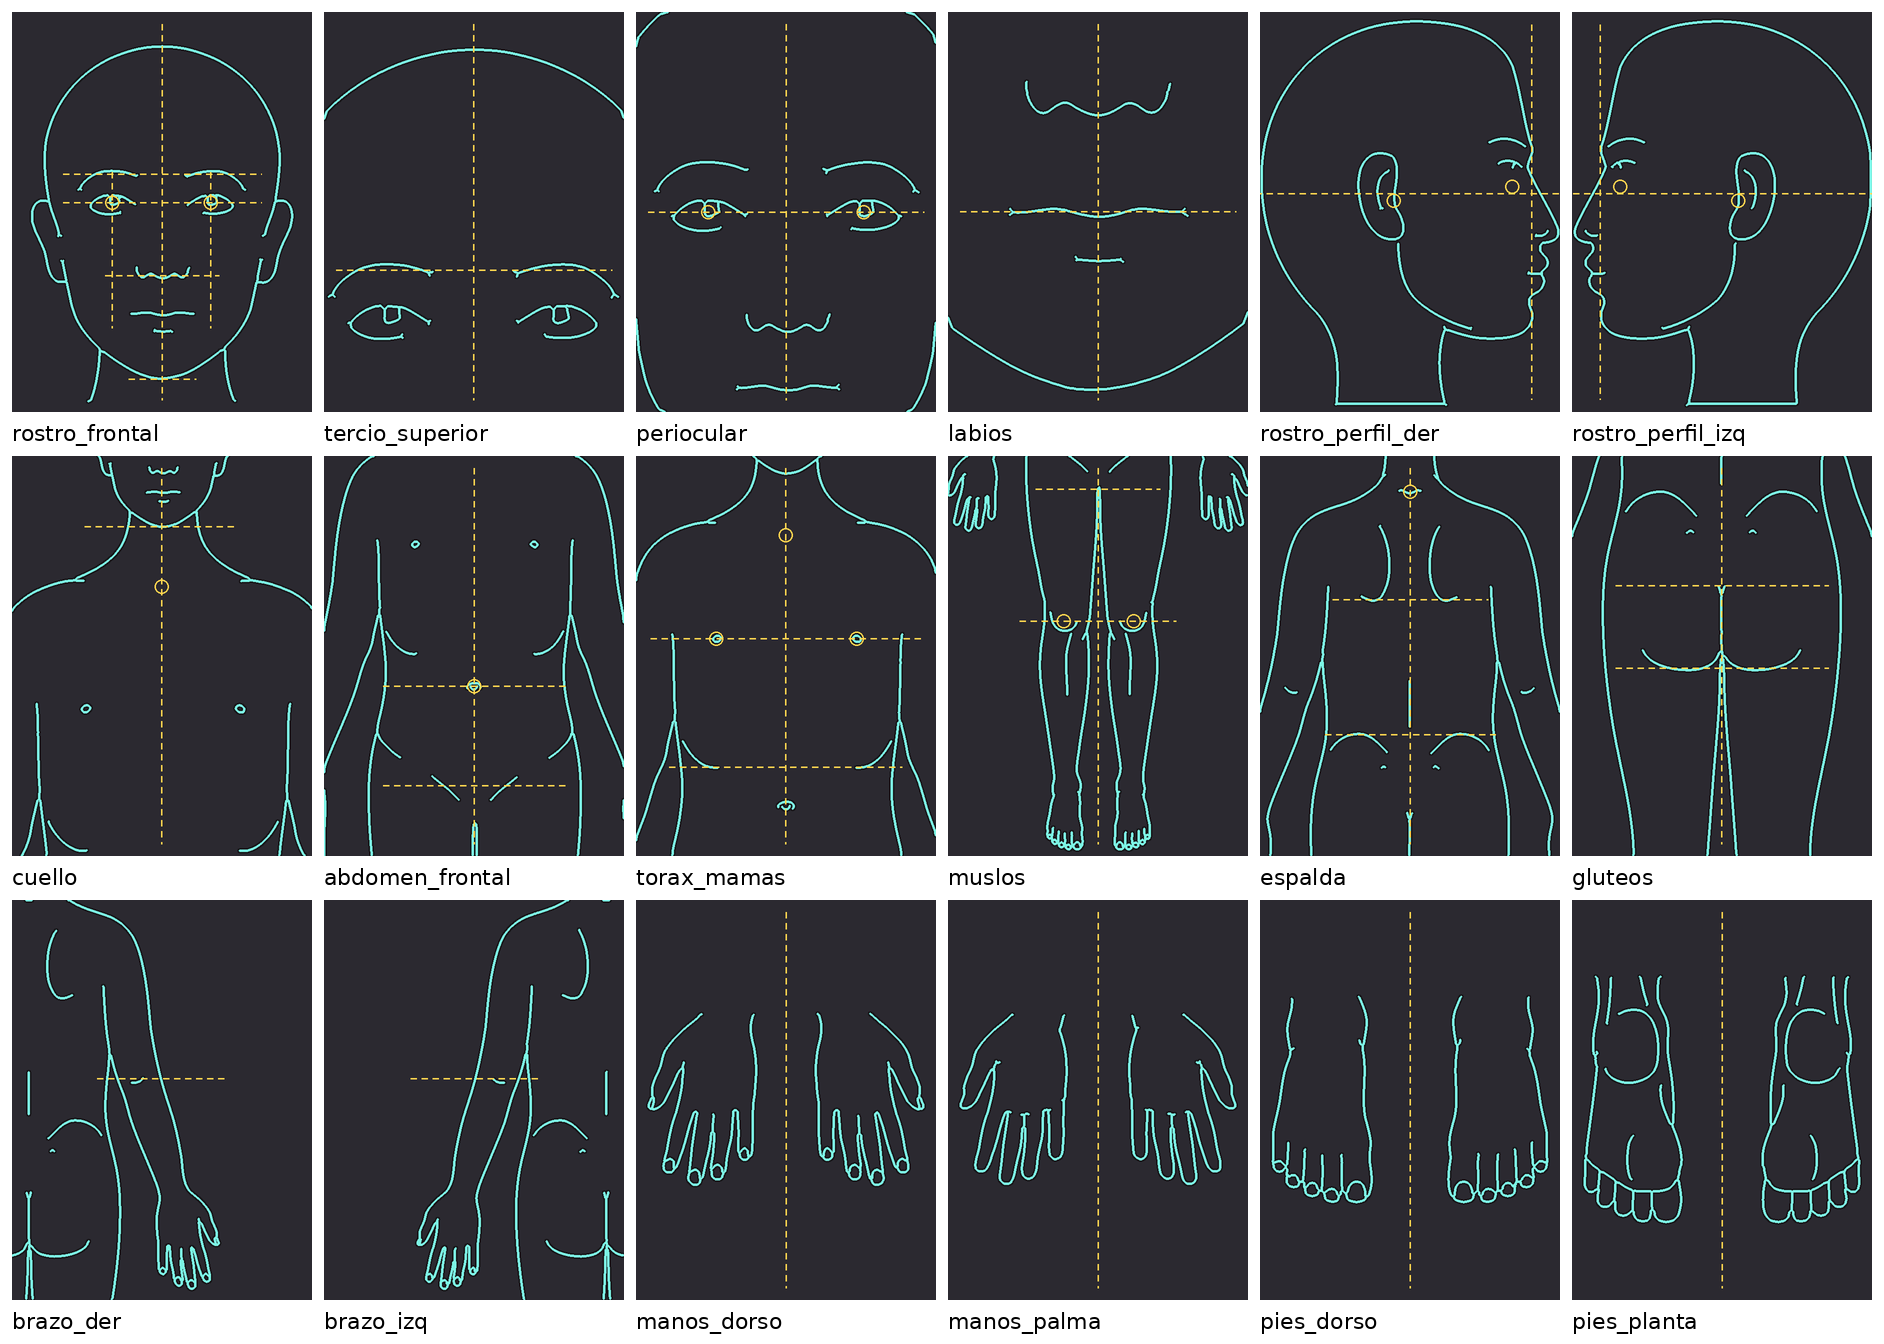 rostro_frontal
tercio_superior
periocular
labios
rostro_perfil_der
rostro_perfil_izq
cuello
abdomen_frontal
torax_mamas
muslos
espalda
gluteos
brazo_der
brazo_izq
manos_dorso
manos_palma
pies_dorso
pies_planta